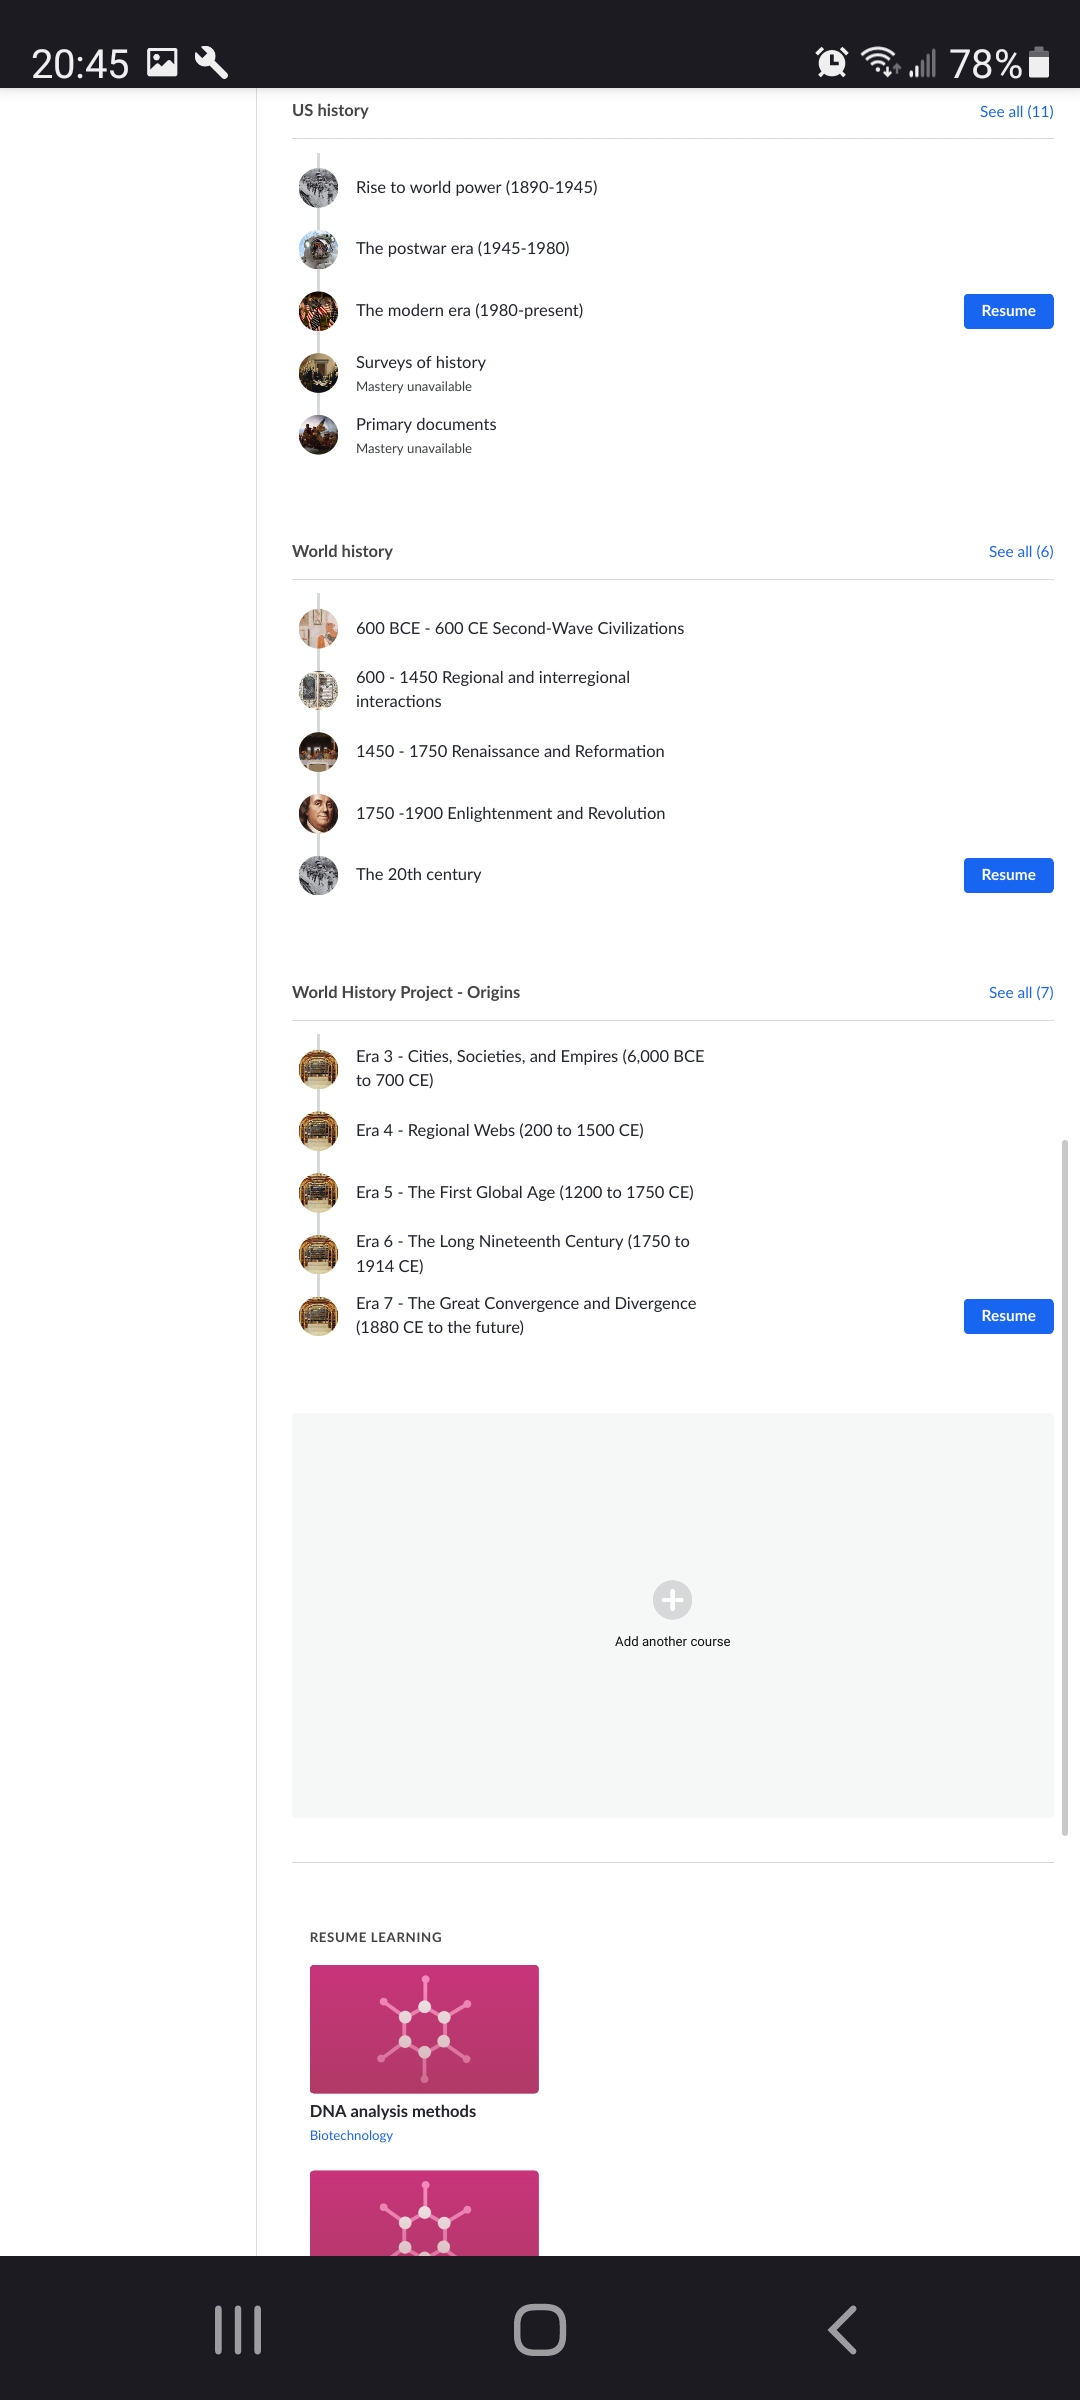 20:45
78%
US history
See all (11)
Rise to world power (1890-1945)
The postwar era (1945-1980)
The modern era (1980-present)
Resume
Surveys of history
Mastery unavailable
Primary documents
Mastery unavailable
World history
See all (6)
600 BCE - 600 CE Second-Wave Civilizations
600 - 1450 Regional and interregional
interactions
1450 - 1750 Renaissance and Reformation
1750 -1900 Enlightenment and Revolution
The 20th century
Resume
World History Project - Origins
See all (7)
Era 3 - Cities, Societies, and Empires (6,000 BCE
to 700 CE)
Era 4 - Regional Webs (200 to 1500 CE)
Era 5 - The First Global Age (1200 to 1750 CE)
Era 6 - The Long Nineteenth Century (1750 to
1914 CE)
Era 7 - The Great Convergence and Divergence
(1880 CE to the future)
Resume
Add another course
RESUME LEARNING
DNA analysis methods
Biotechnology